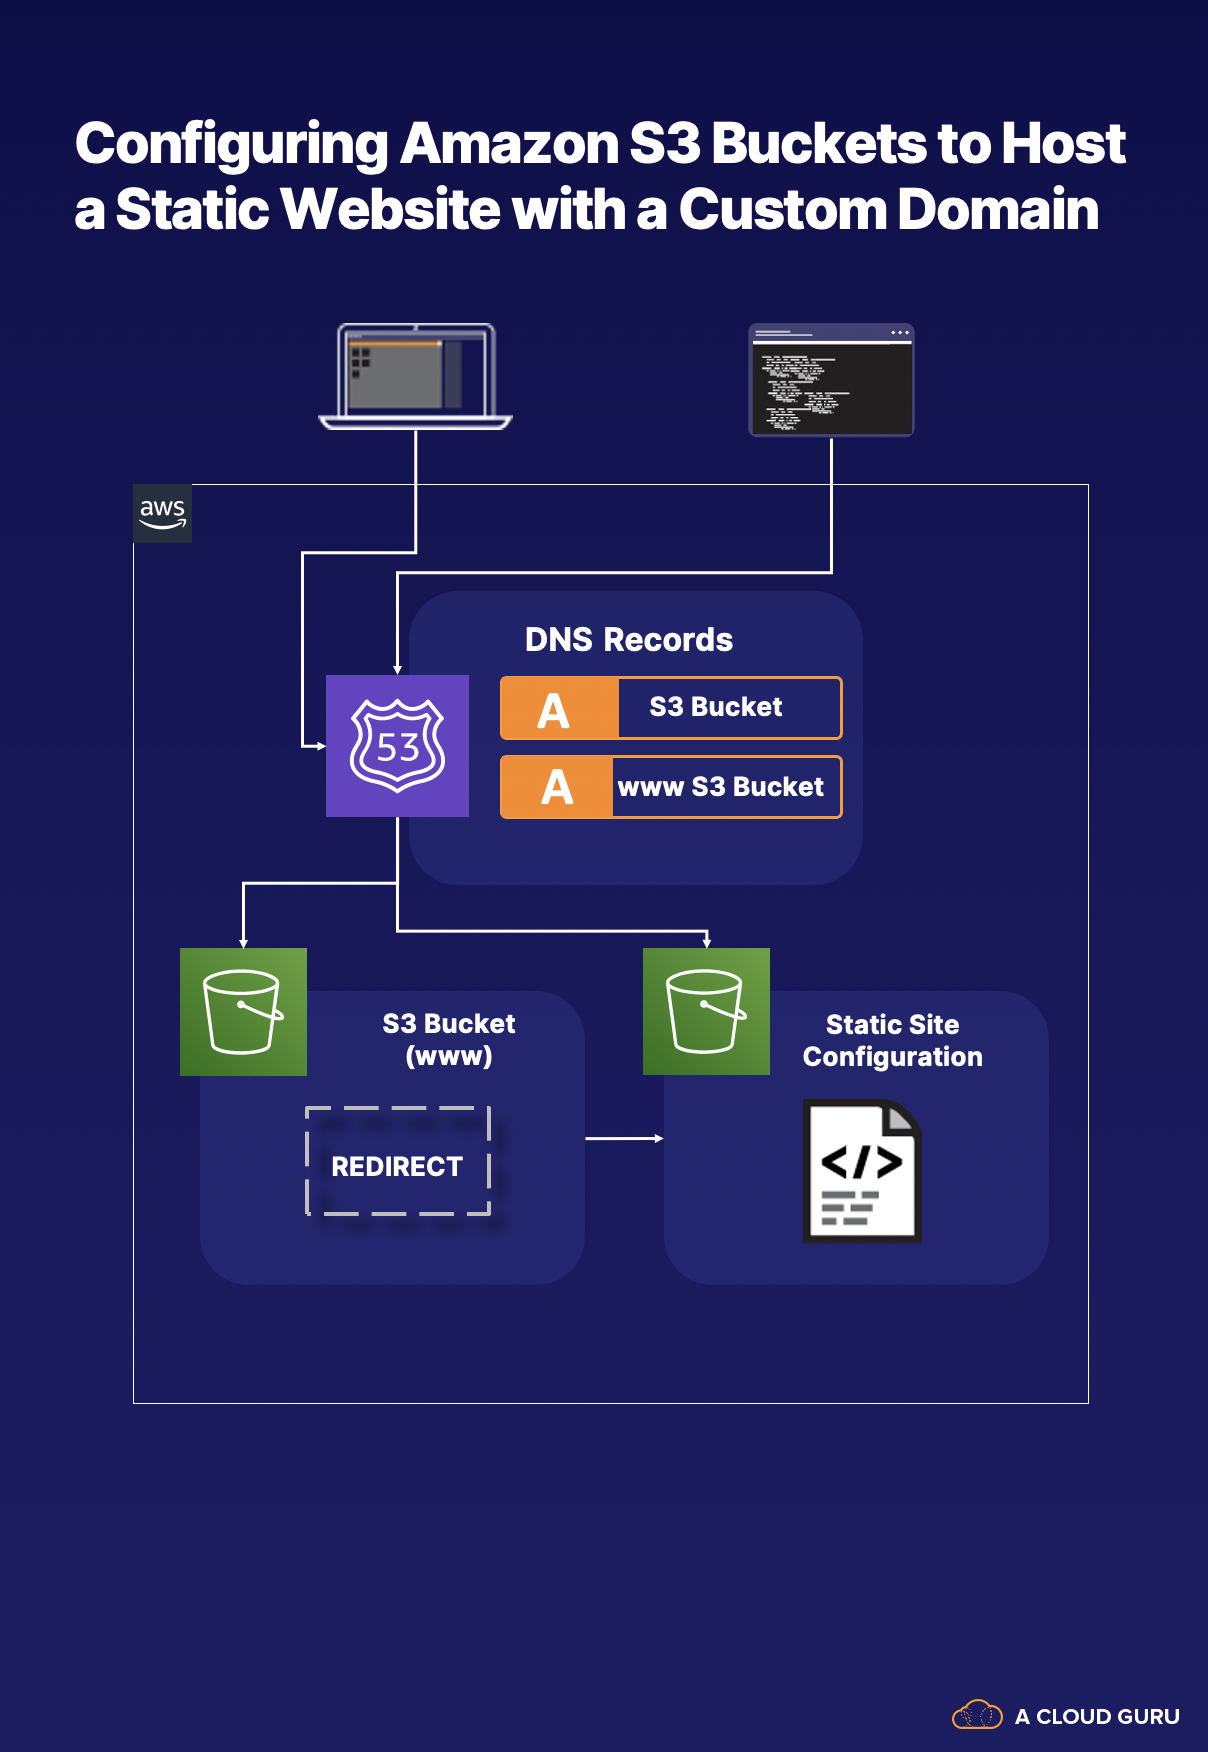 Configuring Amazon S3 Buckets to Host
a Static Website with a Custom Domain
aws
DNS Records
A S3 Bucket
A www S3 Bucket
53
S3 Bucket
(www)
REDIRECT
Static Site
Configuration
</>
A CLOUD GURU